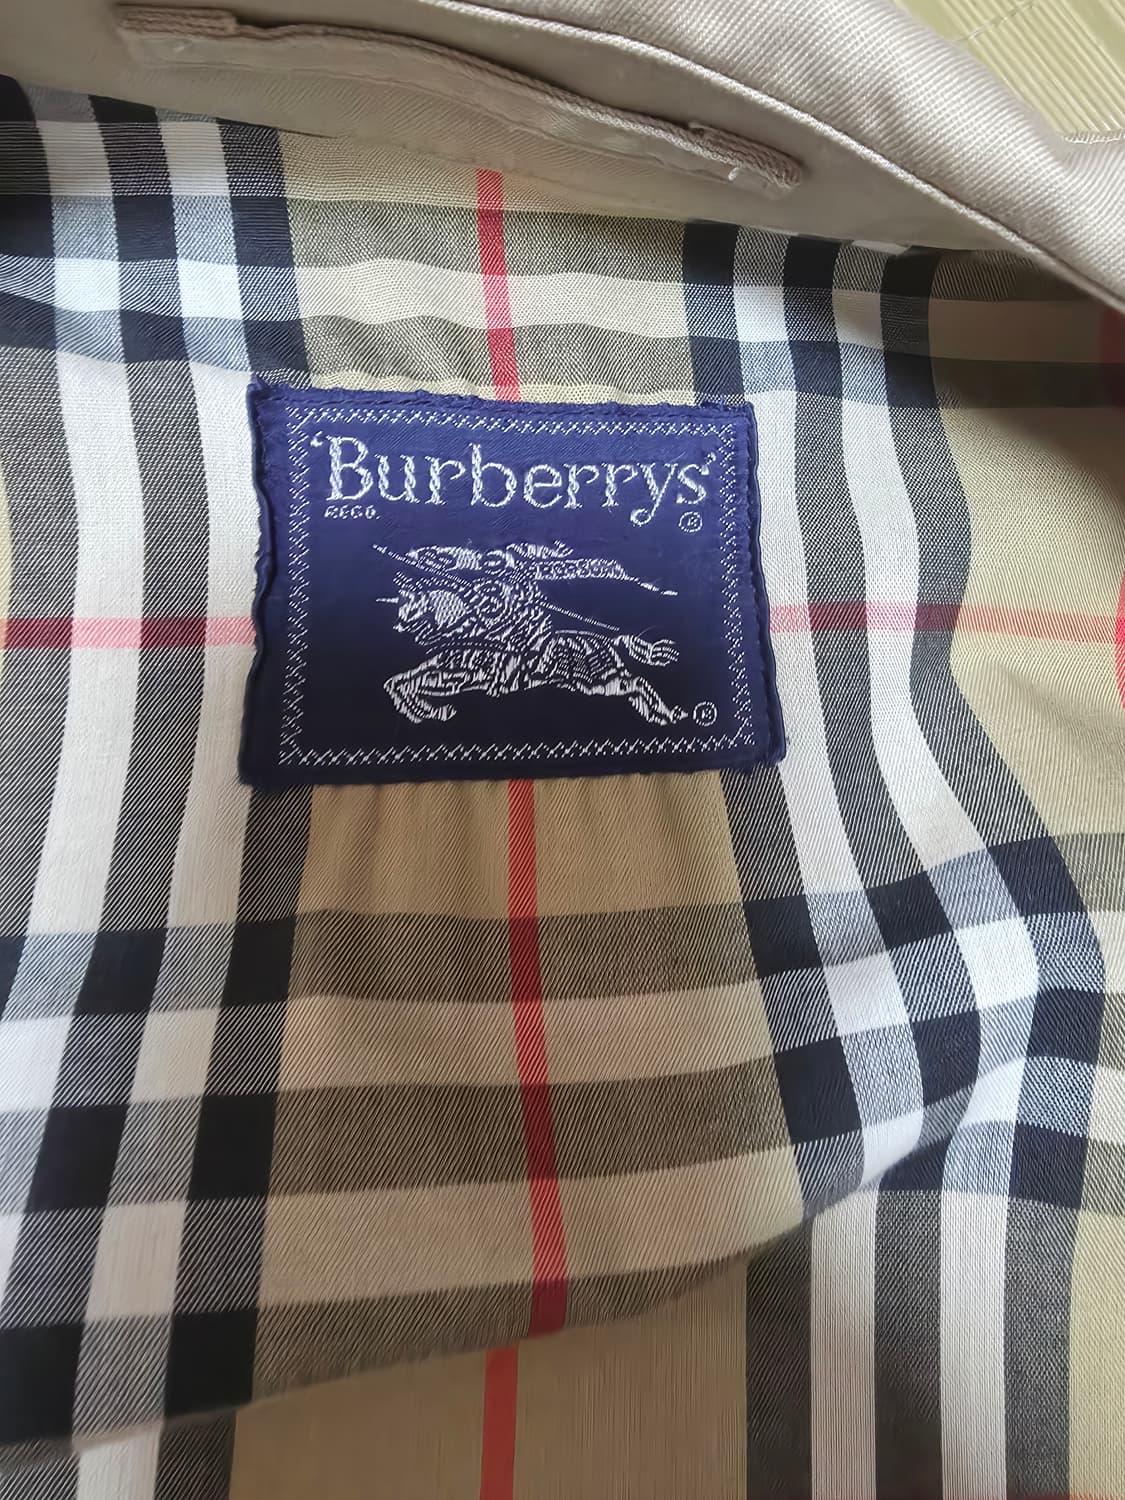 'Burberrys'
REGD. ®
®